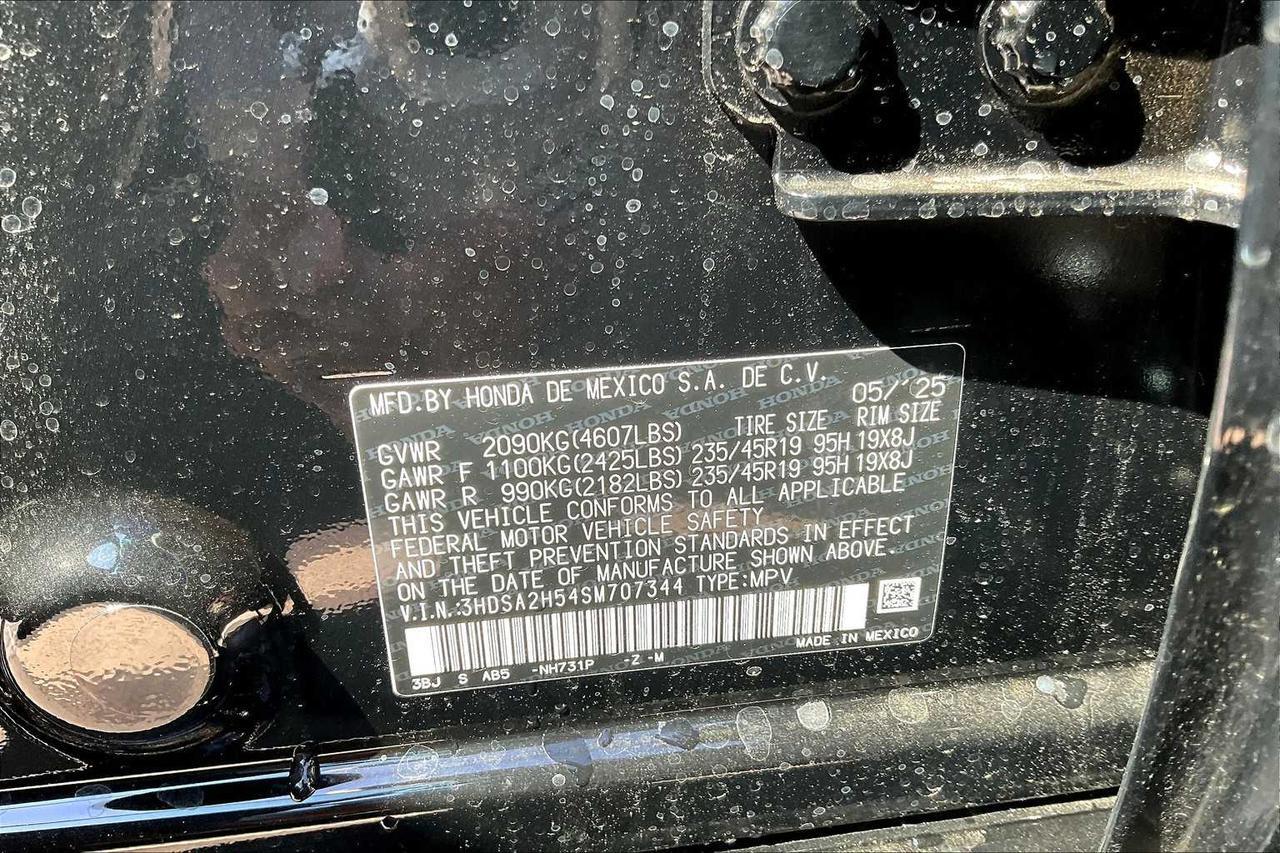 MFD.BY HONDA DE MEXICO S.A. DE C.V. 05/'25
TIRE SIZE RIM SIZE
GVWR 2090KG(4607LBS)
GAWR F 1100KG(2425LBS) 235/45R19 95H 19X8J
GAWR R 990KG(2182LBS) 235/45R19 95H 19X8J
THIS VEHICLE CONFORMS TO ALL APPLICABLE
FEDERAL MOTOR VEHICLE SAFETY
AND THEFT PREVENTION STANDARDS IN EFFECT
ON THE DATE OF MANUFACTURE SHOWN ABOVE.
V.I.N.:3HDSA2H54SM707344 TYPE:MPV
MADE IN MEXICO
3BJ S AB5 -NH731P Z -M